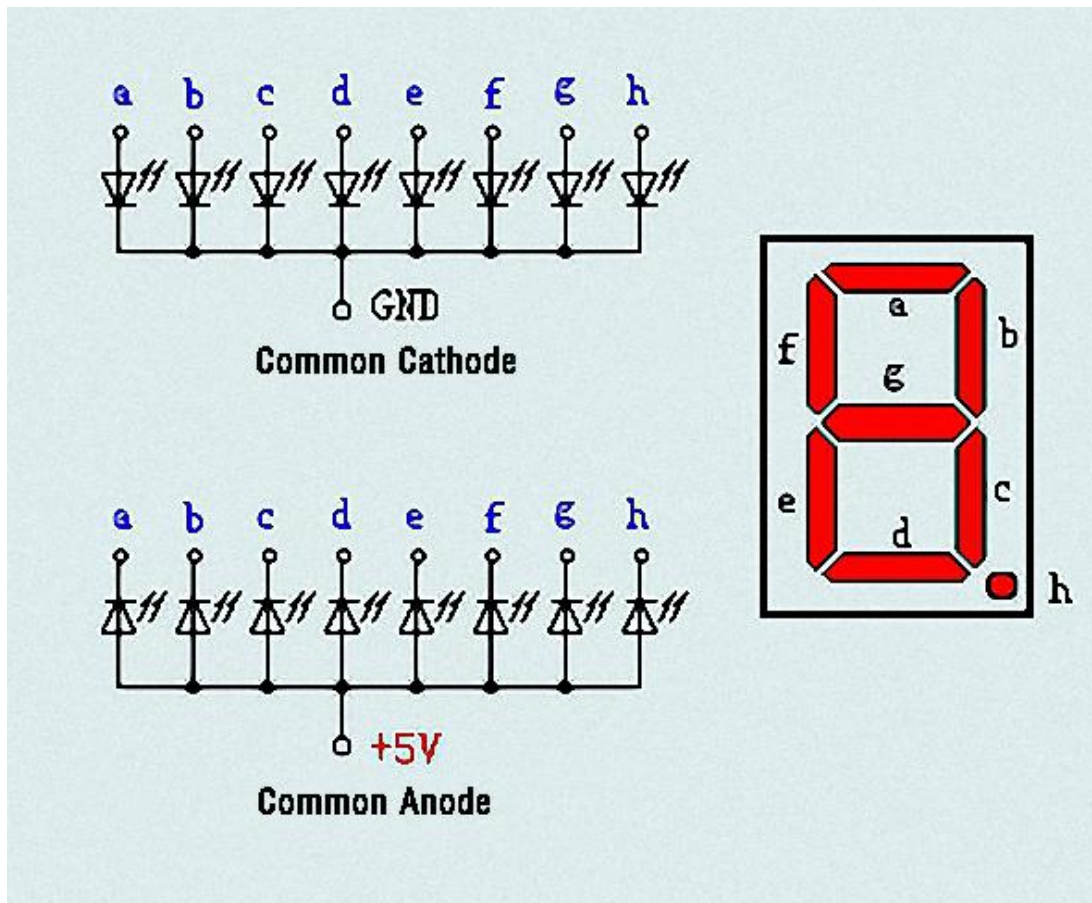 a b c d e f g h
GND
Common Cathode
a
f
b
g
e
c
d
h
a b c d e f g h
+5V
Common Anode